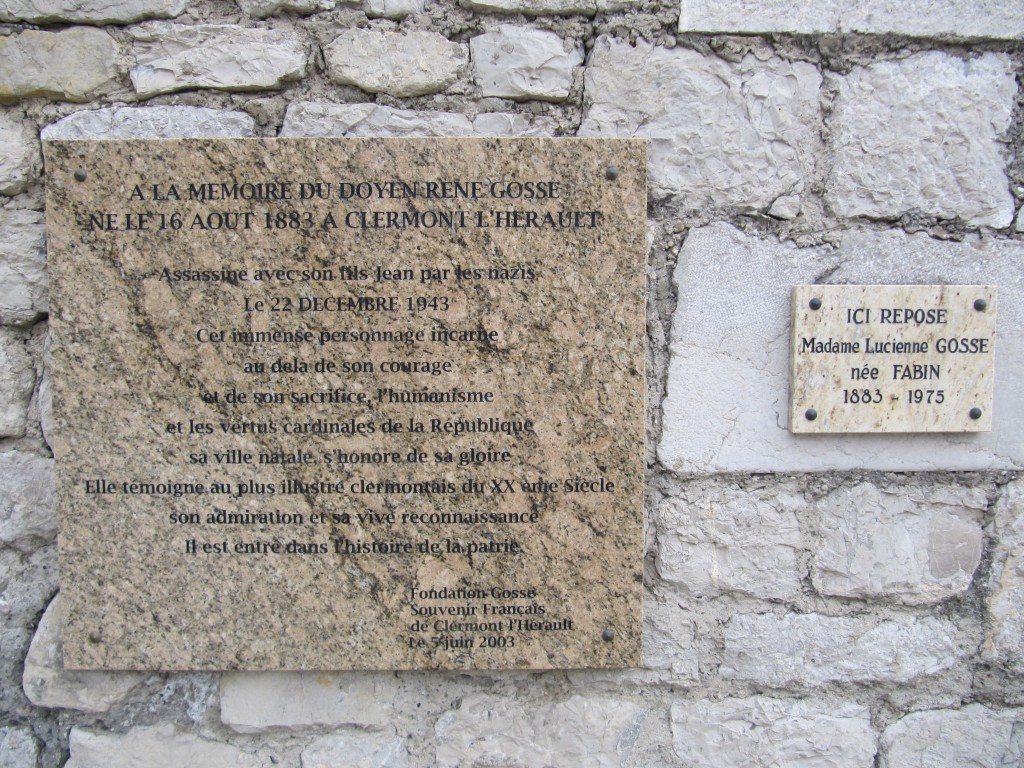 A LA MEMOIRE DU DOYEN RENE GOSSE
NE LE 16 AOUT 1883 A CLERMONT L'HERAULT
Assassine avec son fils Jean par les nazis
Le 22 DECEMBRE 1943
Cet immense personnage incarne
au dela de son courage
et de son sacrifice, l'humanisme
et les vertus cardinales de la République
sa ville natale, s'honore de sa gloire
Elle temoigne au plus illustre clermontais du XX ème Siècle
son admiration et sa vive reconnaissance
Il est entré dans l'histoire de la patrie.
Fondation Gosse
Souvenir Français
de Clermont l'Hérault
Le 5 juin 2003
ICI REPOSE
Madame Lucienne GOSSE
née FABIN
1883 - 1975